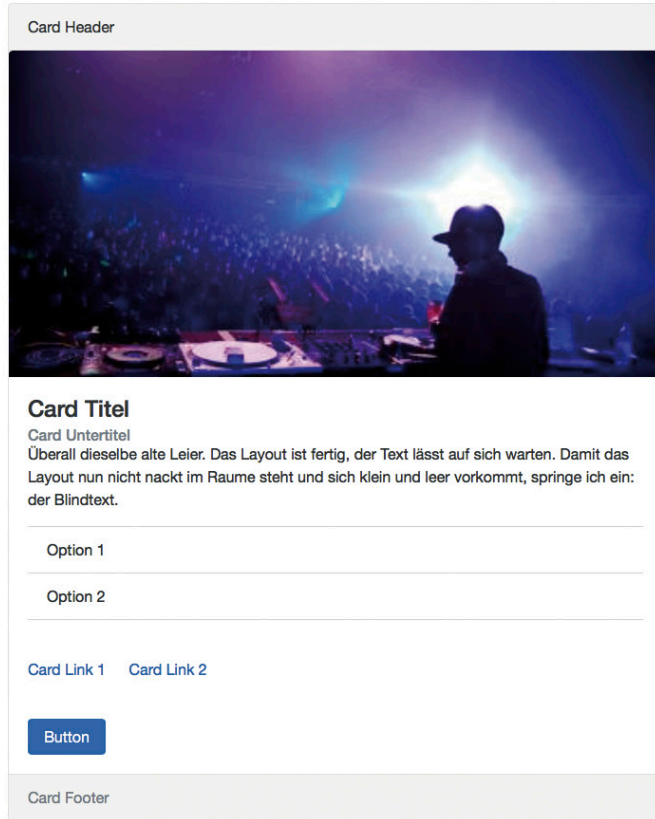 Card Header
Card Titel
Card Untertitel
Überall dieselbe alte Leier. Das Layout ist fertig, der Text lässt auf sich warten. Damit das
Layout nun nicht nackt im Raume steht und sich klein und leer vorkommt, springe ich ein:
der Blindtext.
Option 1
Option 2
Card Link 1 Card Link 2
Button
Card Footer